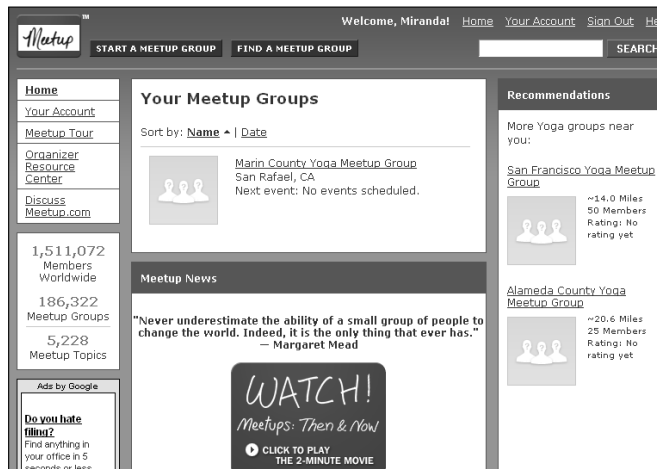 Meetup
TM
Welcome, Miranda! Home Your Account Sign Out
START A MEETUP GROUP FIND A MEETUP GROUP
SEARCH
Home
Your Account
Meetup Tour
Organizer
Resource
Center
Discuss
Meetup.com
1,511,072
Members
Worldwide
186,322
Meetup Groups
5,228
Meetup Topics
Ads by Google
Do you hate
filing?
Find anything in
your office in 5
seconds or less
Your Meetup Groups
Sort by: Name | Date
Marin County Yoga Meetup Group
San Rafael, CA
Next event: No events scheduled.
Meetup News
"Never underestimate the ability of a small group of people to
change the world. Indeed, it is the only thing that ever has."
— Margaret Mead
WATCH!
Meetups: Then & Now
CLICK TO PLAY
THE 2-MINUTE MOVIE
Recommendations
More Yoga groups near
you:
San Francisco Yoga Meetup
Group
~14.0 Miles
50 Members
Rating: No
rating yet
Alameda County Yoga
Meetup Group
~20.6 Miles
25 Members
Rating: No
rating yet